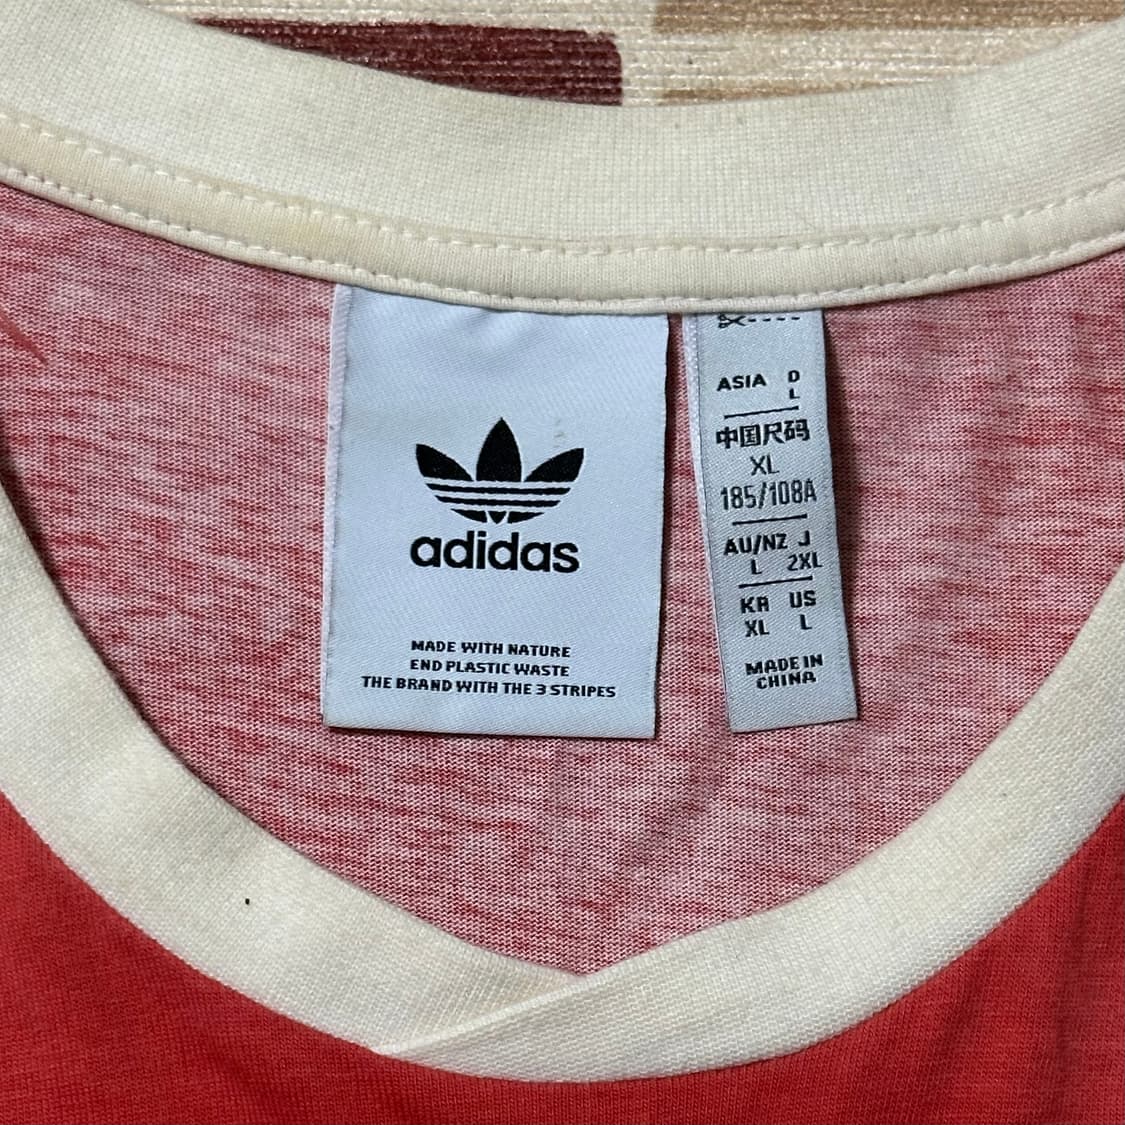 adidas
MADE WITH NATURE
END PLASTIC WASTE
THE BRAND WITH THE 3 STRIPES
ASIA D
L
中国尺码
XL
185/108A
AU/NZ J
L 2XL
KR US
XL L
MADE IN
CHINA